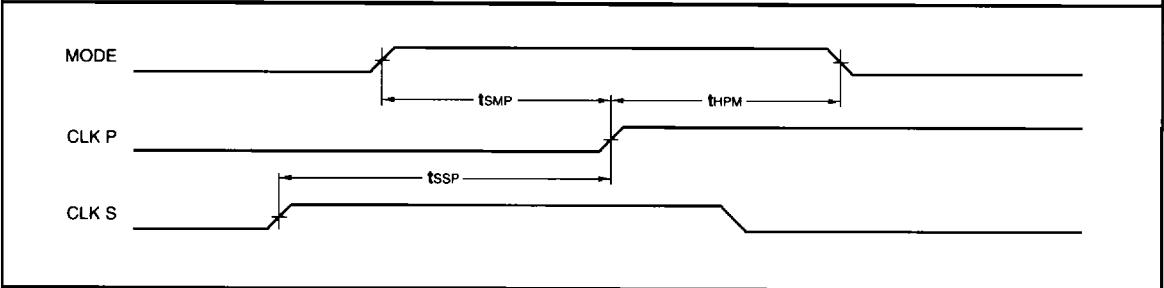 MODE
tSMP
tHPM
CLK P
tSSP
CLK S